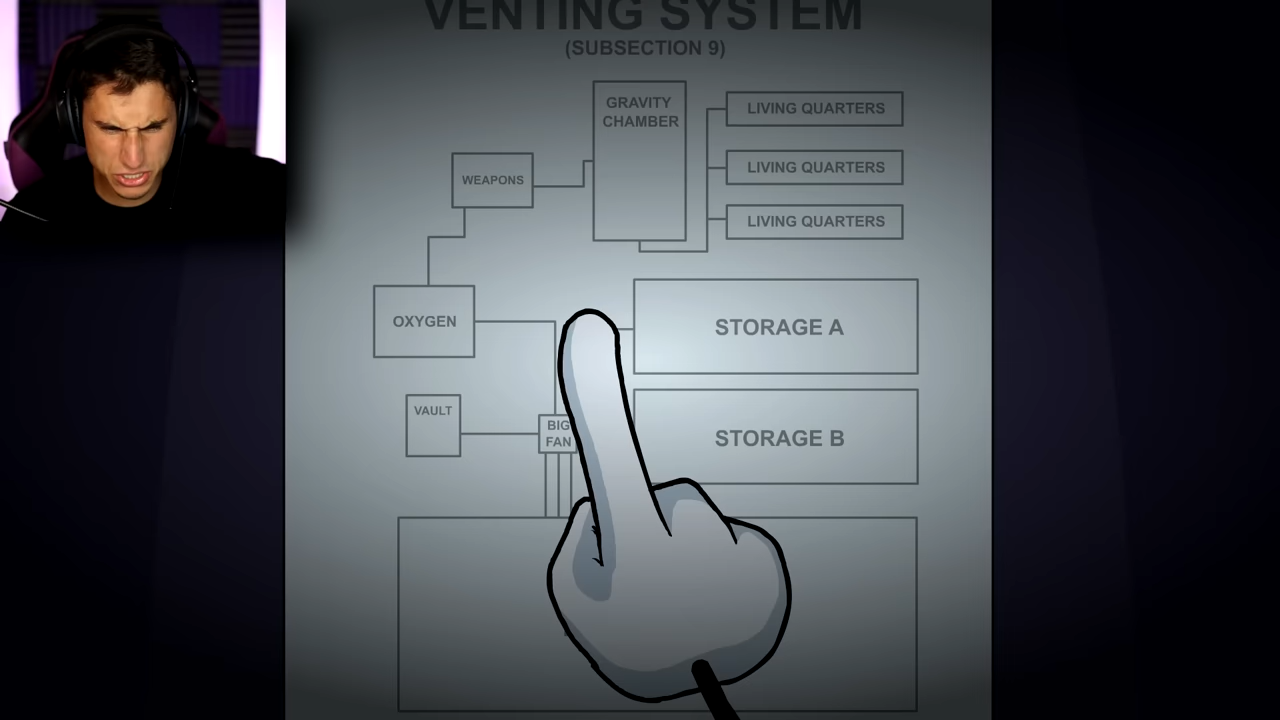 VENTING SYSTEM
(SUBSECTION 9)
GRAVITY
CHAMBER
LIVING QUARTERS
LIVING QUARTERS
LIVING QUARTERS
WEAPONS
OXYGEN
STORAGE A
VAULT
BIG
FAN
STORAGE B